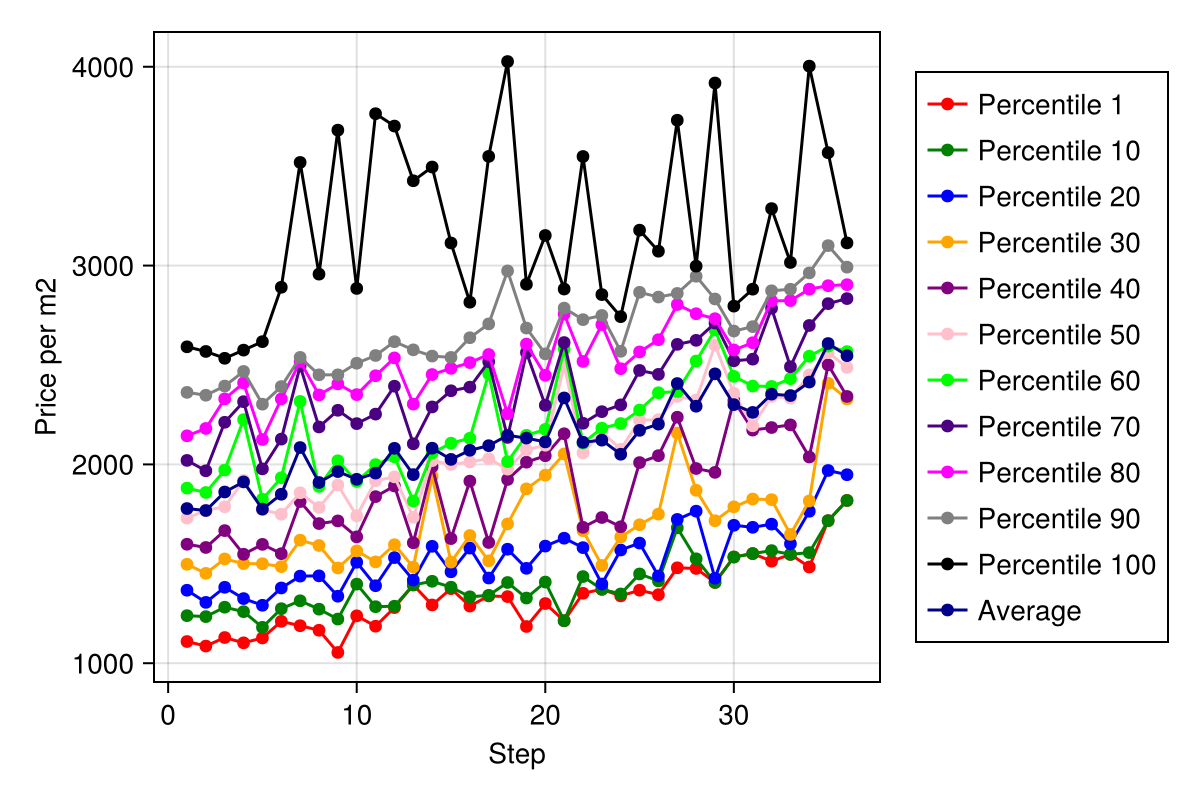 4000
3000
2000
1000
Price per m2
0 10 20 30
Step
Percentile 1
Percentile 10
Percentile 20
Percentile 30
Percentile 40
Percentile 50
Percentile 60
Percentile 70
Percentile 80
Percentile 90
Percentile 100
Average